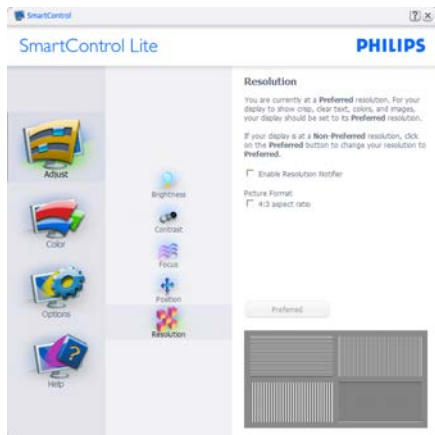 SmartControl
SmartControl Lite
PHILIPS
Adjust
Color
Options
Help
Brightness
Contrast
Focus
Position
Resolution
Resolution
You are currently at a Preferred resolution. For your
display to show crisp, clear text, colors, and images,
your display should be set to its Preferred resolution.
If your display is at a Non-Preferred resolution, click
on the Preferred button to change your resolution to
Preferred.
Enable Resolution Notifier
Picture Format
4:3 aspect ratio
Preferred